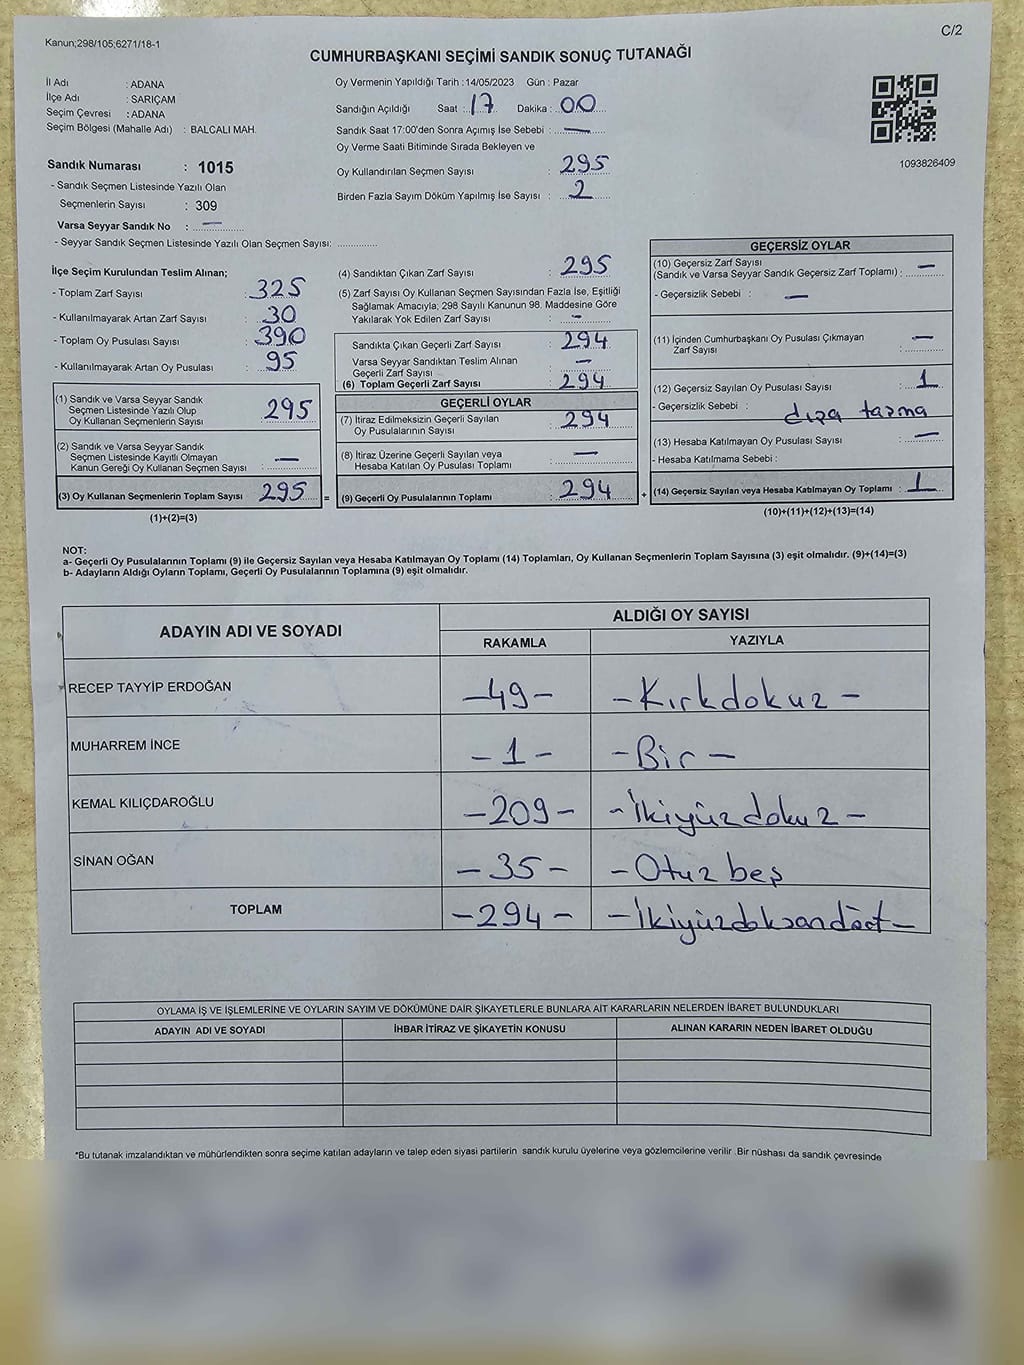 Kanun;298/105;6271/18-1
C/2
CUMHURBAŞKANI SEÇİMİ SANDIK SONUÇ TUTANAĞI
İl Adı : ADANA
İlçe Adı : SARIÇAM
Seçim Çevresi : ADANA
Seçim Bölgesi (Mahalle Adı) : BALCALI MAH.
Sandık Numarası : 1015
- Sandık Seçmen Listesinde Yazılı Olan
Seçmenlerin Sayısı : 309
Varsa Seyyar Sandık No : —
- Seyyar Sandık Seçmen Listesinde Yazılı Olan Seçmen Sayısı: ..............
Oy Vermenin Yapıldığı Tarih :14/05/2023 Gün : Pazar
Sandığın Açıldığı Saat : 17 Dakika : 00
Sandık Saat 17:00'den Sonra Açımış İse Sebebi : —
Oy Verme Saati Bitiminde Sırada Bekleyen ve
Oy Kullandırılan Seçmen Sayısı : 295
Birden Fazla Sayım Döküm Yapılmış İse Sayısı : 2
1093826409
İlçe Seçim Kurulundan Teslim Alınan;
- Toplam Zarf Sayısı : 325
- Kullanılmayarak Artan Zarf Sayısı : 30
- Toplam Oy Pusulası Sayısı : 390
- Kullanılmayarak Artan Oy Pusulası : 95
(1) Sandık ve Varsa Seyyar Sandık
Seçmen Listesinde Yazılı Olup
Oy Kullanan Seçmenlerin Sayısı : 295
(2) Sandık ve Varsa Seyyar Sandık
Seçmen Listesinde Kayıtlı Olmayan
Kanun Gereği Oy Kullanan Seçmen Sayısı : —
(3) Oy Kullanan Seçmenlerin Toplam Sayısı 295 =
(1)+(2)=(3)
(4) Sandıktan Çıkan Zarf Sayısı : 295
(5) Zarf Sayısı Oy Kullanan Seçmen Sayısından Fazla İse, Eşitliği
Sağlamak Amacıyla; 298 Sayılı Kanunun 98. Maddesine Göre
Yakılarak Yok Edilen Zarf Sayısı : -
Sandıkta Çıkan Geçerli Zarf Sayısı : 294
Varsa Seyyar Sandıktan Teslim Alınan
Geçerli Zarf Sayısı : —
(6) Toplam Geçerli Zarf Sayısı : 294
GEÇERLİ OYLAR
(7) İtiraz Edilmeksizin Geçerli Sayılan
Oy Pusulalarının Sayısı : 294
(8) İtiraz Üzerine Geçerli Sayılan veya
Hesaba Katılan Oy Pusulası Toplamı : —
(9) Geçerli Oy Pusulalarının Toplamı : 294 +
GEÇERSİZ OYLAR
(10) Geçersiz Zarf Sayısı
(Sandık ve Varsa Seyyar Sandık Geçersiz Zarf Toplamı) : —
- Geçersizlik Sebebi : —
(11) İçinden Cumhurbaşkanı Oy Pusulası Çıkmayan
Zarf Sayısı : —
(12) Geçersiz Sayılan Oy Pusulası Sayısı : 1
- Geçersizlik Sebebi : dışa taşma
(13) Hesaba Katılmayan Oy Pusulası Sayısı : —
- Hesaba Katılmama Sebebi :
(14) Geçersiz Sayılan veya Hesaba Katılmayan Oy Toplamı : 1
(10)+(11)+(12)+(13)=(14)
NOT:
a- Geçerli Oy Pusulalarının Toplamı (9) ile Geçersiz Sayılan veya Hesaba Katılmayan Oy Toplamı (14) Toplamları, Oy Kullanan Seçmenlerin Toplam Sayısına (3) eşit olmalıdır. (9)+(14)=(3)
b- Adayların Aldığı Oyların Toplamı, Geçerli Oy Pusulalarının Toplamına (9) eşit olmalıdır.
ADAYIN ADI VE SOYADI ALDIĞI OY SAYISI
RAKAMLA YAZIYLA
RECEP TAYYİP ERDOĞAN -49- -Kırkdokuz-
MUHARREM İNCE -1- -Bir-
KEMAL KILIÇDAROĞLU -209- -İkiyüzdokuz-
SİNAN OĞAN -35- -Otuzbeş
TOPLAM -294- -İkiyüzdoksandört-
OYLAMA İŞ VE İŞLEMLERİNE VE OYLARIN SAYIM VE DÖKÜMÜNE DAİR ŞİKAYETLERLE BUNLARA AİT KARARLARIN NELERDEN İBARET BULUNDUKLARI
ADAYIN ADI VE SOYADI İHBAR İTİRAZ VE ŞİKAYETİN KONUSU ALINAN KARARIN NEDEN İBARET OLDUĞU
*Bu tutanak imzalandıktan ve mühürlendikten sonra seçime katılan adayların ve talep eden siyasi partilerin sandık kurulu üyelerine veya gözlemcilerine verilir .Bir nüshası da sandık çevresinde